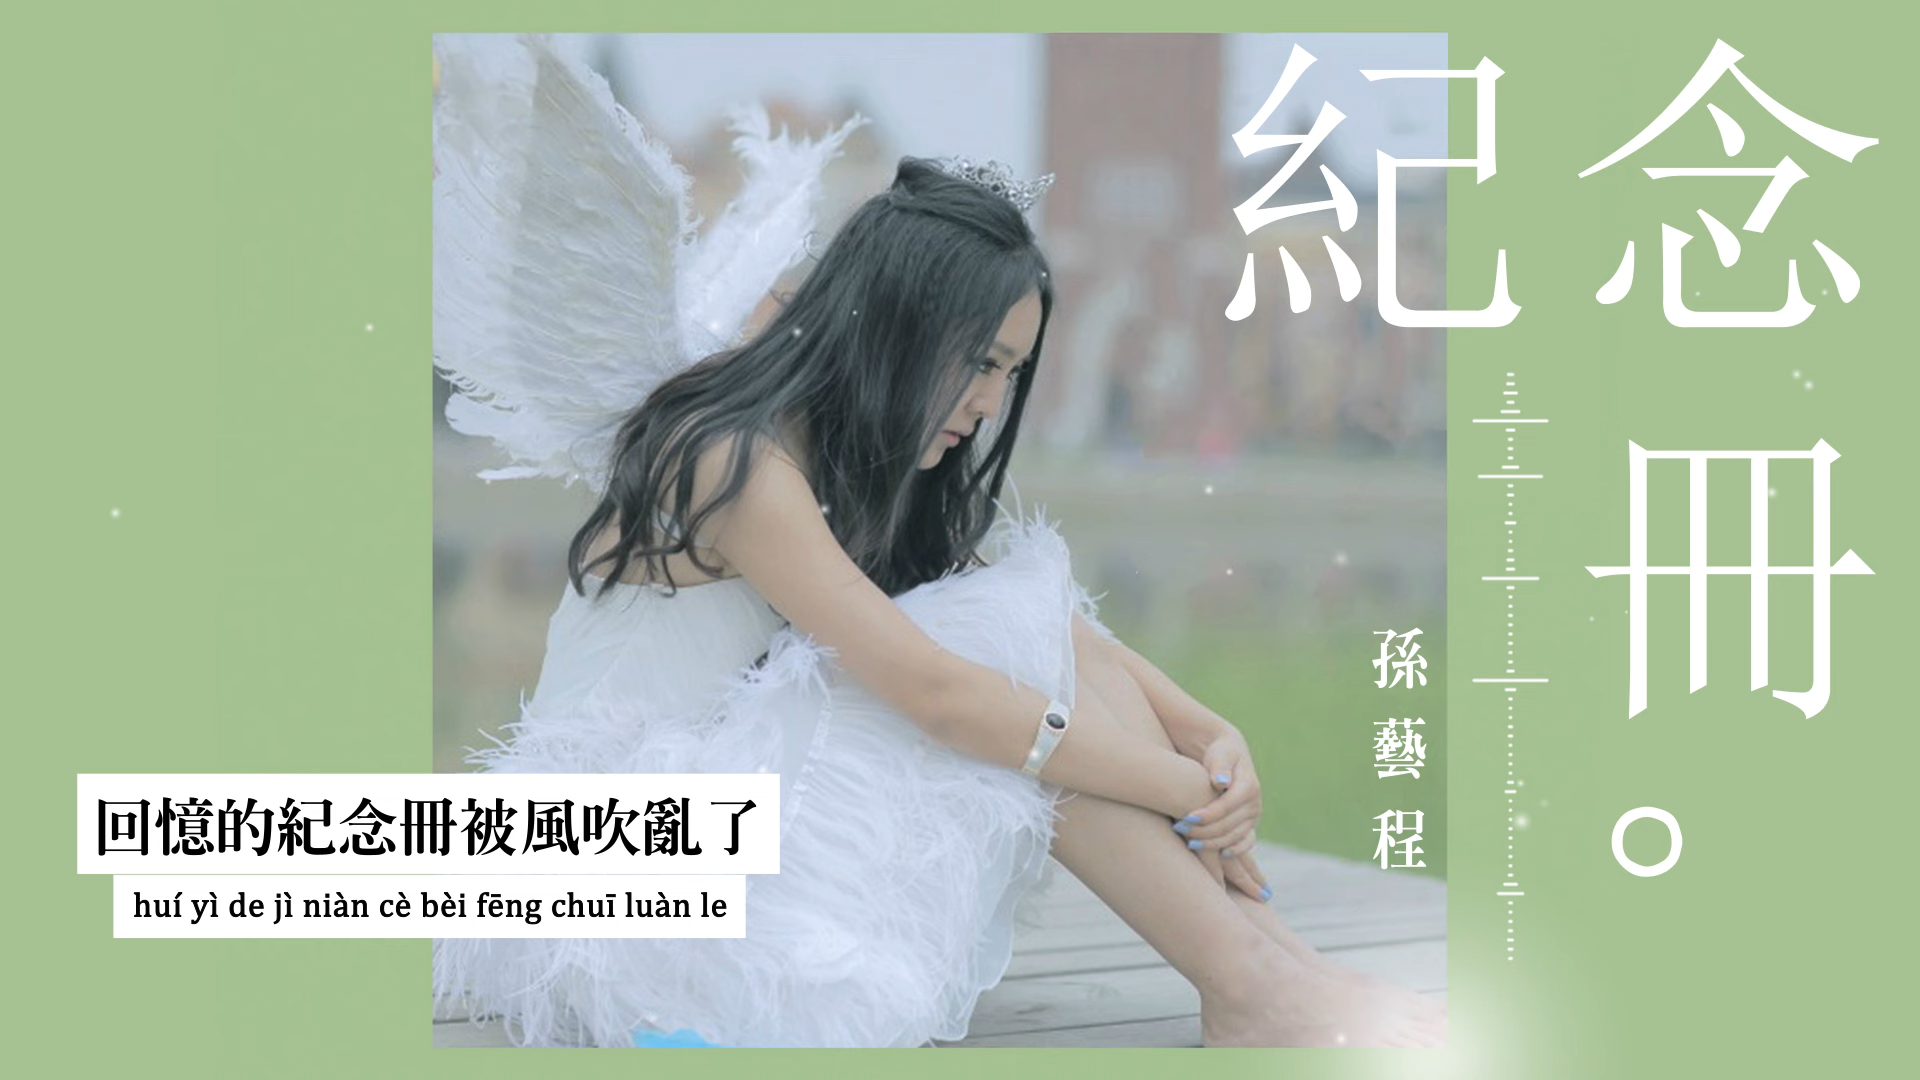 紀念
冊。
孫藝程
回憶的紀念冊被風吹亂了
huí yì de jì niàn cè bèi fēng chuī luàn le